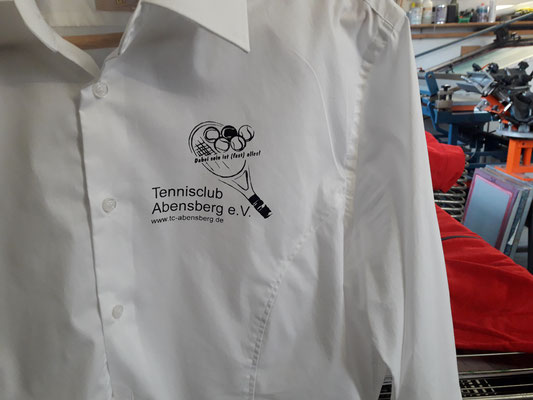 Dabei sein ist (fast) alles!
Tennisclub
Abensberg e.V.
www.tc-abensberg.de